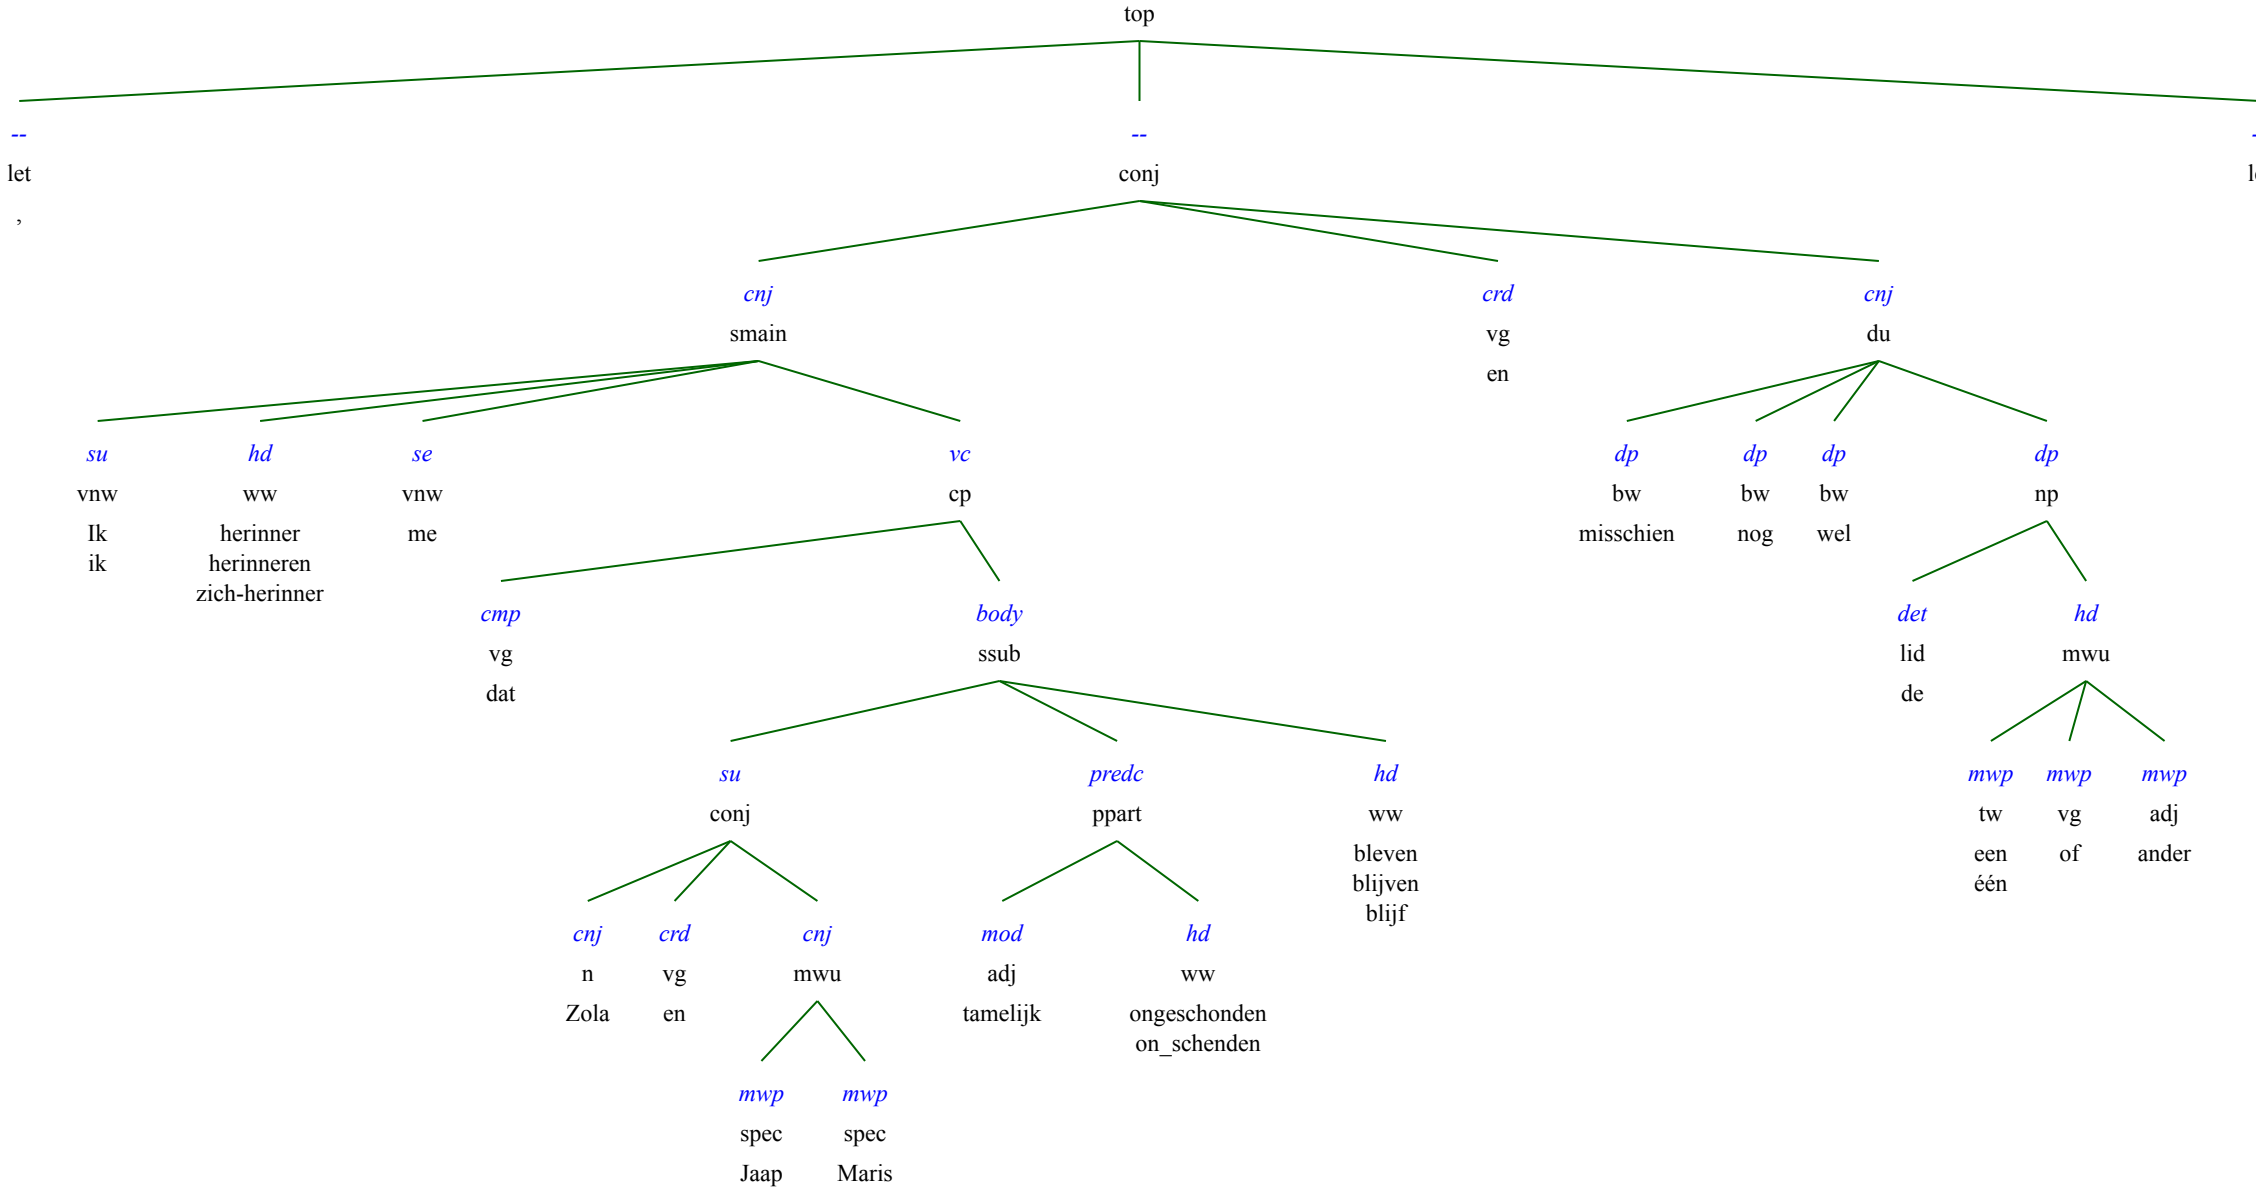 top
-- -- -
let conj l
,
cnj crd cnj
smain vg du
en
su hd se vc dp dp dp dp
vnw ww vnw cp bw bw bw np
Ik herinner me misschien nog wel
ik herinneren
zich-herinner
cmp body det hd
vg ssub lid mwu
dat de
su predc hd mwp mwp mwp
conj ppart ww tw vg adj
bleven een of ander
blijven één
blijf
cnj crd cnj mod hd
n vg mwu adj ww
Zola en tamelijk ongeschonden
on_schenden
mwp mwp
spec spec
Jaap Maris